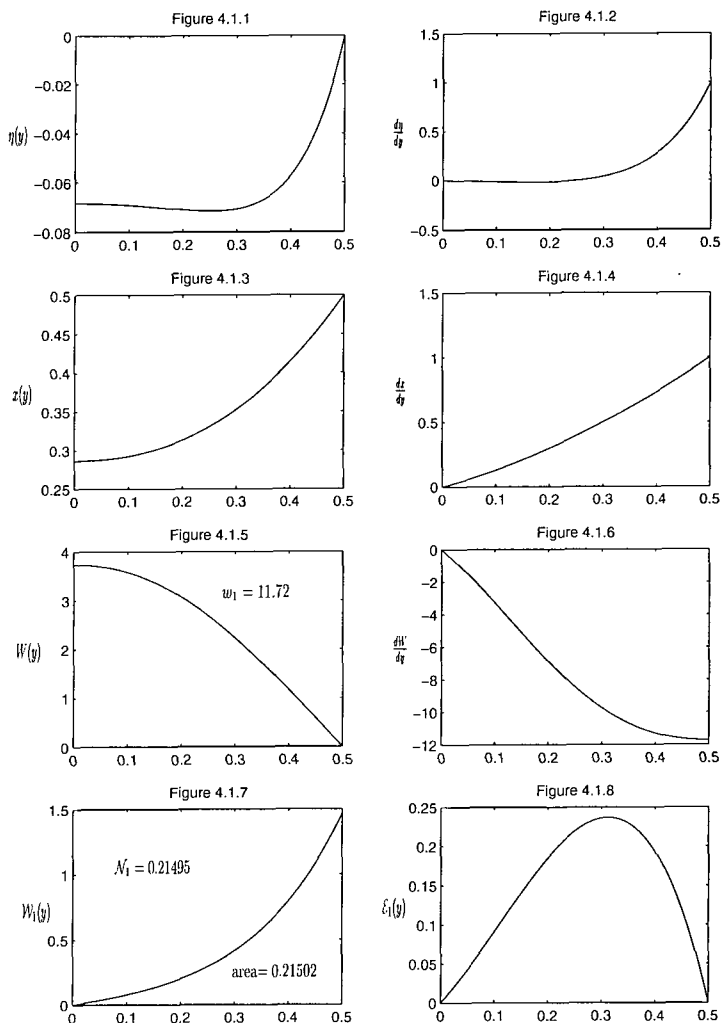 Figure 4.1.1
0
−0.02
−0.04
−0.06
−0.08
η(y)
0 0.1 0.2 0.3 0.4 0.5
Figure 4.1.2
1.5
1
0.5
0
−0.5
dη/dy
0 0.1 0.2 0.3 0.4 0.5
Figure 4.1.3
0.5
0.45
0.4
0.35
0.3
0.25
x(y)
0 0.1 0.2 0.3 0.4 0.5
Figure 4.1.4
1.5
1
0.5
0
dx/dy
0 0.1 0.2 0.3 0.4 0.5
Figure 4.1.5
4
3
2
1
0
W(y)
w₁ = 11.72
0 0.1 0.2 0.3 0.4 0.5
Figure 4.1.6
0
−2
−4
−6
−8
−10
−12
dW/dy
0 0.1 0.2 0.3 0.4 0.5
Figure 4.1.7
1.5
1
0.5
0
𝒲₁(y)
𝒩₁ = 0.21495
area= 0.21502
0 0.1 0.2 0.3 0.4 0.5
Figure 4.1.8
0.25
0.2
0.15
0.1
0.05
0
ℰ₁(y)
0 0.1 0.2 0.3 0.4 0.5